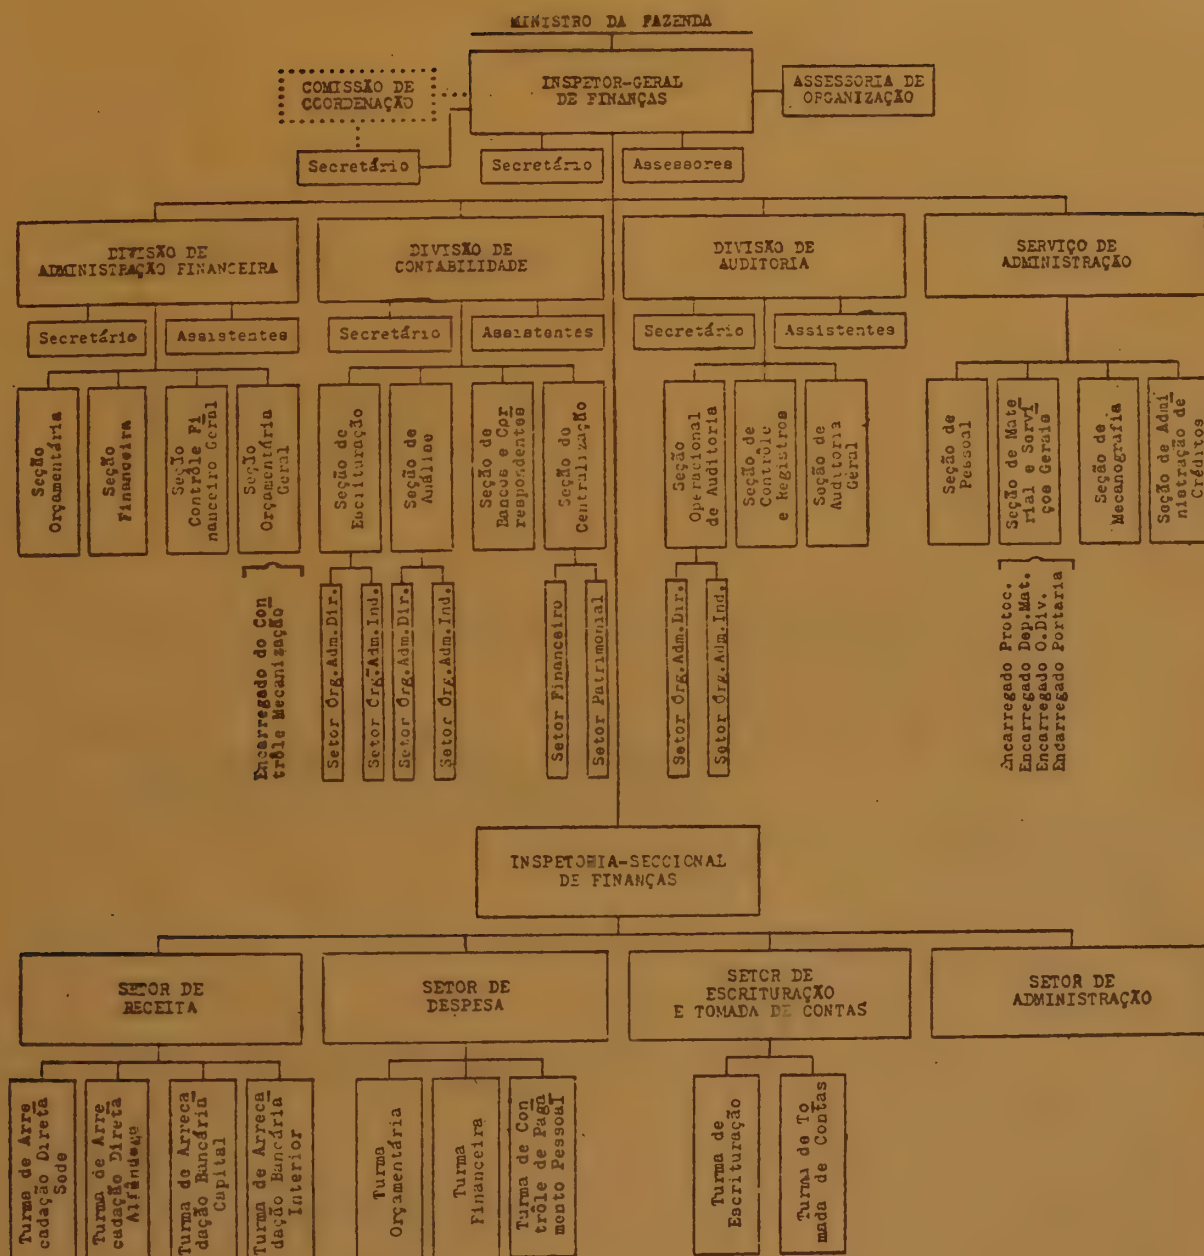 MINISTRO DA FAZENDA
INSPETOR-GERAL
DE FINANÇAS
COMISSÃO DE
COORDENAÇÃO
ASSESSORIA DE
ORGANIZAÇÃO
Secretário
Secretário
Assessores
DIVISÃO DE
ADMINISTRAÇÃO FINANCEIRA
DIVISÃO DE
CONTABILIDADE
DIVISÃO DE
AUDITORIA
SERVIÇO DE
ADMINISTRAÇÃO
Secretário
Assistentes
Secretário
Assistentes
Secretário
Assistentes
Seção
Orçamentária
Seção
Financeira
Seção
Contrôle Fi
nanceiro Geral
Seção
Orçamentária
Geral
Seção de
Escrituração
Seção de
Análise
Seção de
Bancos e Cor
respondentes
Seção de
Centralização
Seção
Operacional
de Auditoria
Seção de
Contrôle
e Registros
Seção de
Auditoria
Geral
Seção de
Pessoal
Seção de Mate
rial e Servi
ços Gerais
Seção de
Mecanografia
Seção de Admi
nistração de
Créditos
Encarregado do Con
trôle Mecanização
Setor Órg.Adm.Dir.
Setor Órg.Adm.Ind.
Setor Órg.Adm.Dir.
Setor Órg.Adm.Ind.
Setor Financeiro
Setor Patrimonial
Setor Órg.Adm.Dir.
Setor Órg.Adm.Ind.
Encarregado Protoc.
Encarregado Dep.Mat.
Encarregado O.Div.
Encarregado Portaria
INSPETORIA-SECCIONAL
DE FINANÇAS
SETOR DE
RECEITA
SETOR DE
DESPESA
SETOR DE
ESCRITURAÇÃO
E TOMADA DE CONTAS
SETOR DE
ADMINISTRAÇÃO
Turma de Arre
cadação Direta
Sede
Turma de Arre
cadação Direta
Alfândega
Turma de Arreca
dação Bancária
Capital
Turma de Arreca
dação Bancária
Interior
Turma
Orçamentária
Turma
Financeira
Turma de Con
trôle de Paga
mento Pessoal
Turma de
Escrituração
Turma de To
mada de Contas